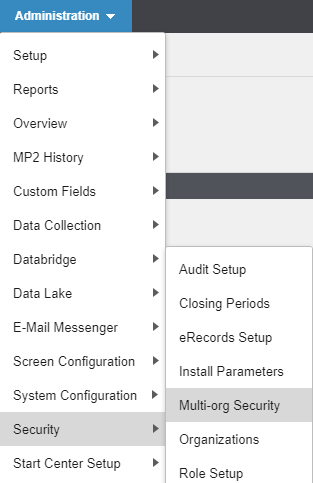 Administration
Setup
Reports
Overview
MP2 History
Custom Fields
Data Collection
Databridge
Data Lake
E-Mail Messenger
Screen Configuration
System Configuration
Security
Start Center Setup
Audit Setup
Closing Periods
eRecords Setup
Install Parameters
Multi-org Security
Organizations
Role Setup